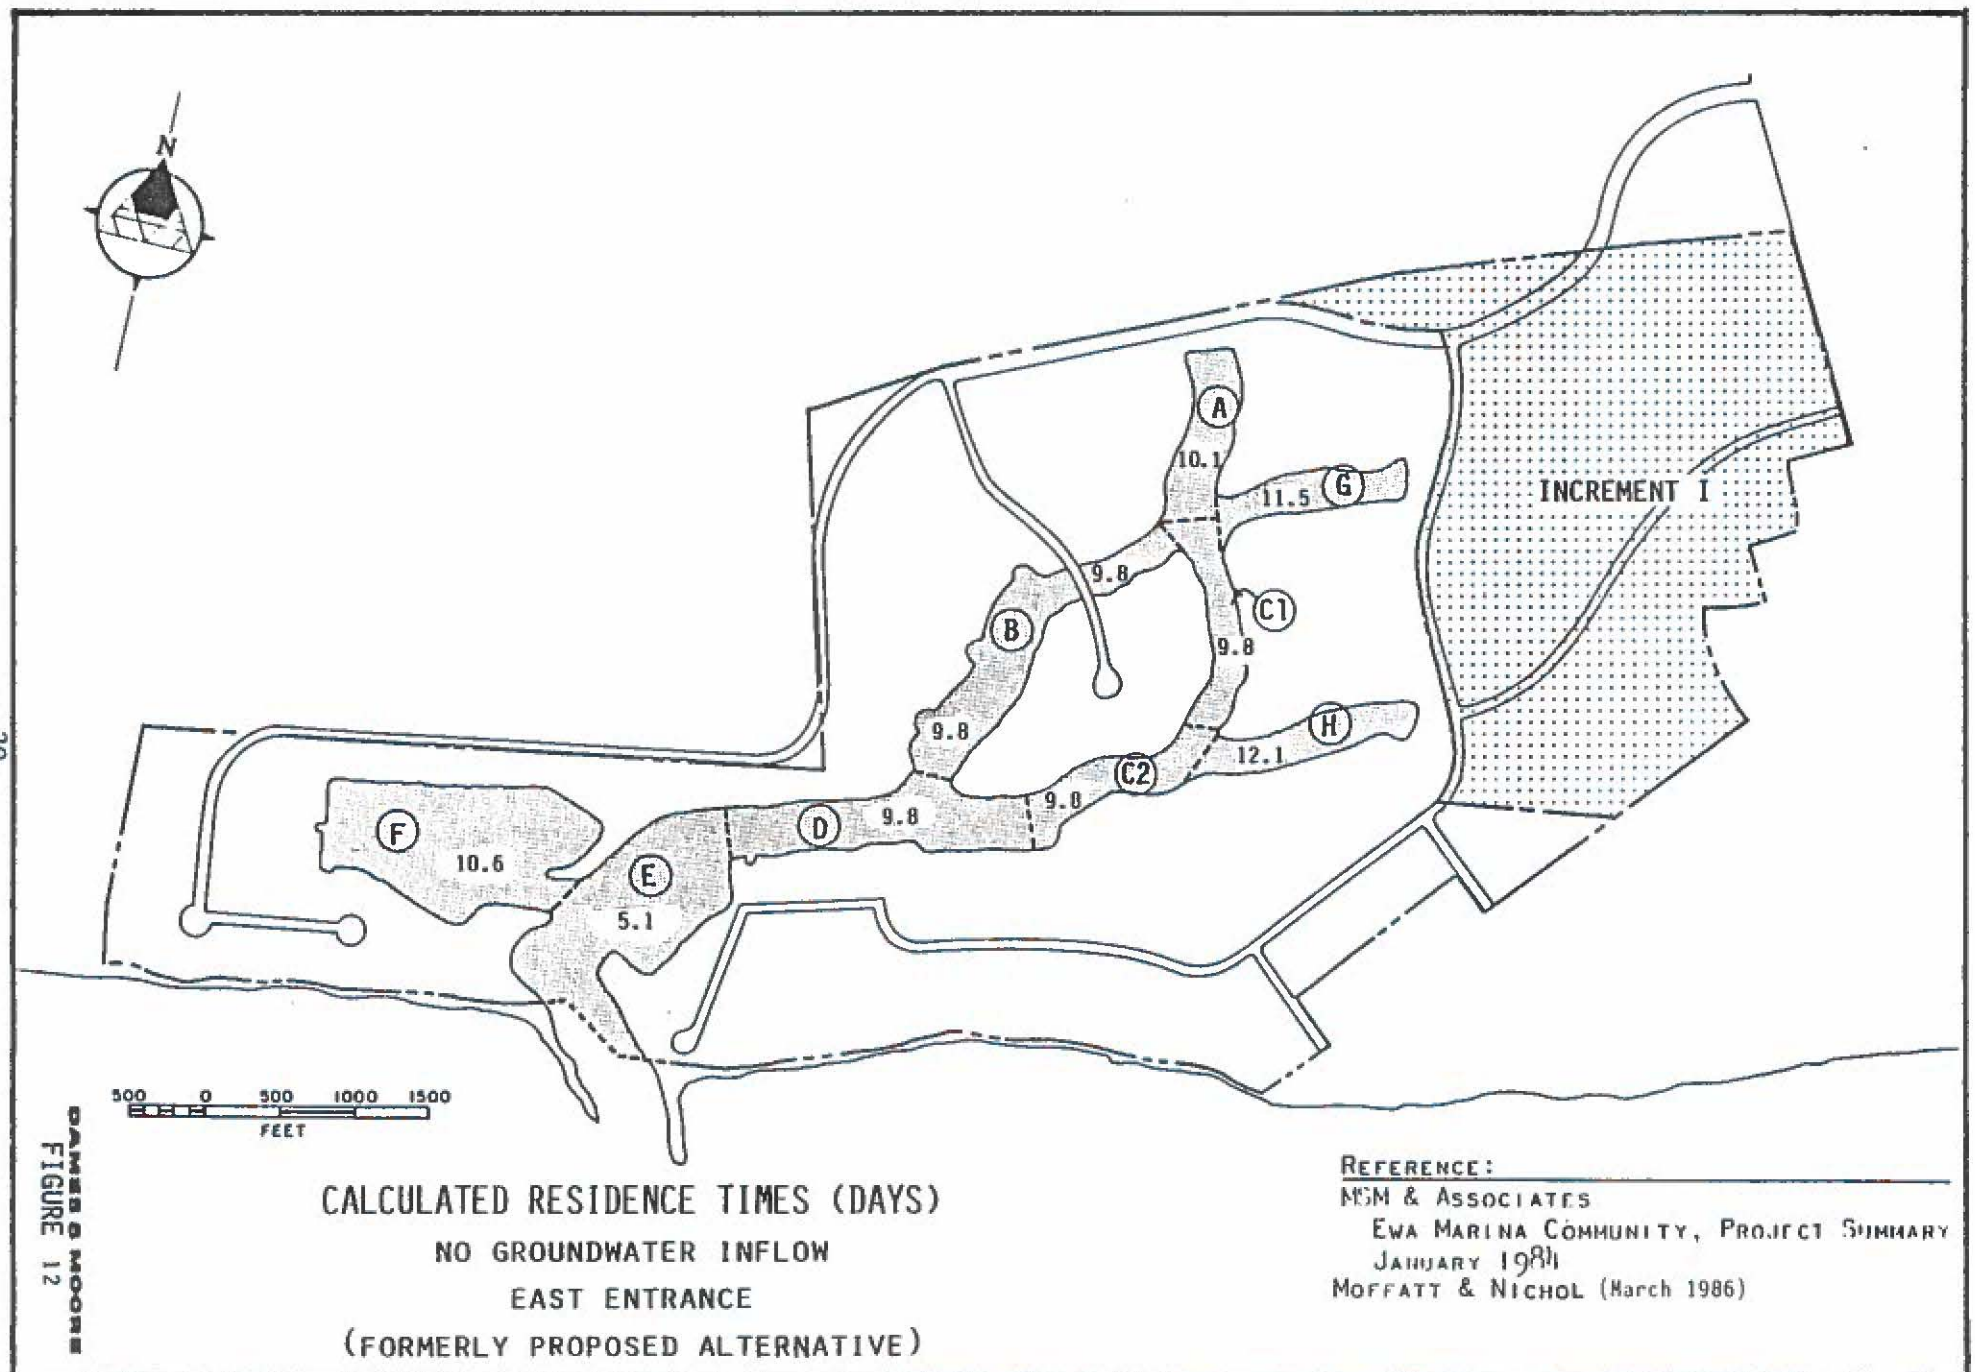 N
A
10.1
G
11.5
INCREMENT I
9.8
B
C1
9.8
H
12.1
9.8
C2
9.8
D
9.8
F
10.6
E
5.1
500 0 500 1000 1500
FEET
CALCULATED RESIDENCE TIMES (DAYS)
NO GROUNDWATER INFLOW
EAST ENTRANCE
(FORMERLY PROPOSED ALTERNATIVE)
REFERENCE:
MSM & ASSOCIATES
EWA MARINA COMMUNITY, PROJECT SUMMARY
JANUARY 1984
MOFFATT & NICHOL (March 1986)
DAMES & MOORE
FIGURE 12